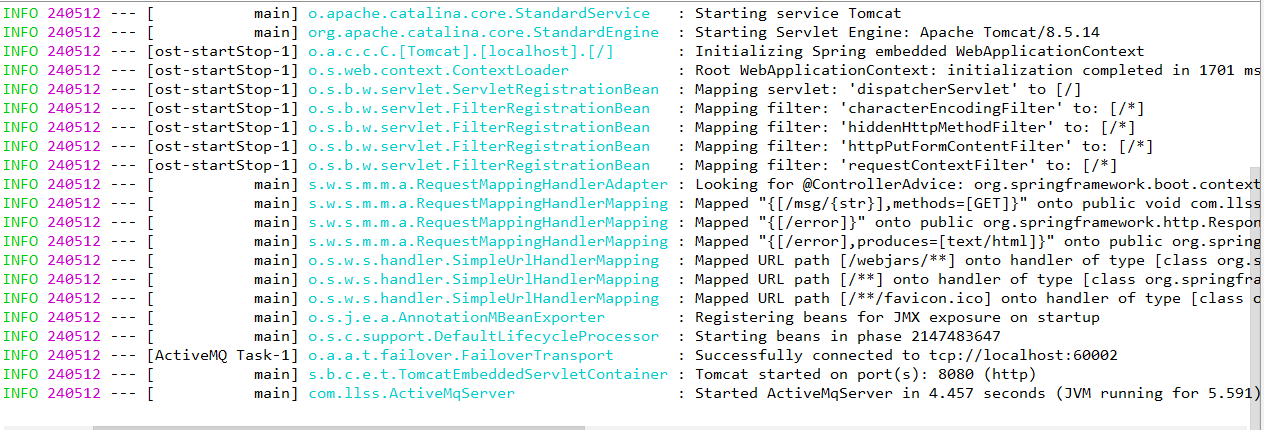 INFO 240512 --- [           main] o.apache.catalina.core.StandardService   : Starting service Tomcat
INFO 240512 --- [           main] org.apache.catalina.core.StandardEngine  : Starting Servlet Engine: Apache Tomcat/8.5.14
INFO 240512 --- [ost-startStop-1] o.a.c.c.C.[Tomcat].[localhost].[/]       : Initializing Spring embedded WebApplicationContext
INFO 240512 --- [ost-startStop-1] o.s.web.context.ContextLoader            : Root WebApplicationContext: initialization completed in 1701 ms
INFO 240512 --- [ost-startStop-1] o.s.b.w.servlet.ServletRegistrationBean  : Mapping servlet: 'dispatcherServlet' to [/]
INFO 240512 --- [ost-startStop-1] o.s.b.w.servlet.FilterRegistrationBean   : Mapping filter: 'characterEncodingFilter' to: [/*]
INFO 240512 --- [ost-startStop-1] o.s.b.w.servlet.FilterRegistrationBean   : Mapping filter: 'hiddenHttpMethodFilter' to: [/*]
INFO 240512 --- [ost-startStop-1] o.s.b.w.servlet.FilterRegistrationBean   : Mapping filter: 'httpPutFormContentFilter' to: [/*]
INFO 240512 --- [ost-startStop-1] o.s.b.w.servlet.FilterRegistrationBean   : Mapping filter: 'requestContextFilter' to: [/*]
INFO 240512 --- [           main] s.w.s.m.m.a.RequestMappingHandlerAdapter : Looking for @ControllerAdvice: org.springframework.boot.context
INFO 240512 --- [           main] s.w.s.m.m.a.RequestMappingHandlerMapping : Mapped "{[/msg/{str}],methods=[GET]}" onto public void com.llss
INFO 240512 --- [           main] s.w.s.m.m.a.RequestMappingHandlerMapping : Mapped "{[/error]}" onto public org.springframework.http.Respon
INFO 240512 --- [           main] s.w.s.m.m.a.RequestMappingHandlerMapping : Mapped "{[/error],produces=[text/html]}" onto public org.spring
INFO 240512 --- [           main] o.s.w.s.handler.SimpleUrlHandlerMapping  : Mapped URL path [/webjars/**] onto handler of type [class org.s
INFO 240512 --- [           main] o.s.w.s.handler.SimpleUrlHandlerMapping  : Mapped URL path [/**] onto handler of type [class org.springfra
INFO 240512 --- [           main] o.s.w.s.handler.SimpleUrlHandlerMapping  : Mapped URL path [/**/favicon.ico] onto handler of type [class o
INFO 240512 --- [           main] o.s.j.e.a.AnnotationMBeanExporter        : Registering beans for JMX exposure on startup
INFO 240512 --- [           main] o.s.c.support.DefaultLifecycleProcessor  : Starting beans in phase 2147483647
INFO 240512 --- [ActiveMQ Task-1] o.a.a.t.failover.FailoverTransport       : Successfully connected to tcp://localhost:60002
INFO 240512 --- [           main] s.b.c.e.t.TomcatEmbeddedServletContainer : Tomcat started on port(s): 8080 (http)
INFO 240512 --- [           main] com.llss.ActiveMqServer                  : Started ActiveMqServer in 4.457 seconds (JVM running for 5.591)